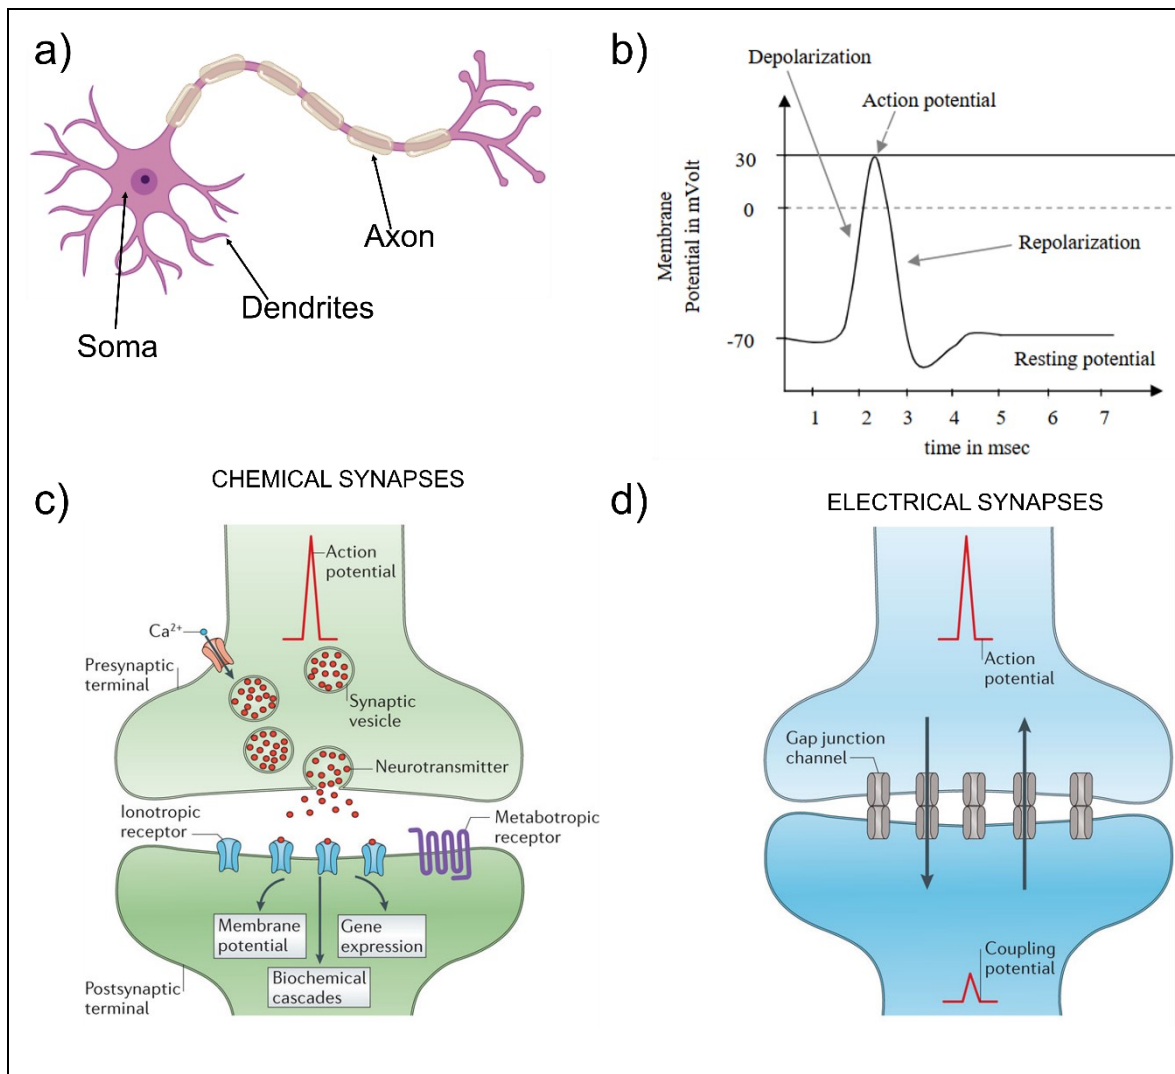 a)
Axon
Dendrites
Soma
b)
Depolarization
Action potential
30
0
-70
Membrane
Potential in mVolt
Repolarization
Resting potential
1 2 3 4 5 6 7
time in msec
c)
CHEMICAL SYNAPSES
Action
potential
Ca²⁺
Presynaptic
terminal
Synaptic
vesicle
Neurotransmitter
Ionotropic
receptor
Metabotropic
receptor
Membrane
potential
Gene
expression
Biochemical
cascades
Postsynaptic
terminal
d)
ELECTRICAL SYNAPSES
Action
potential
Gap junction
channel
Coupling
potential